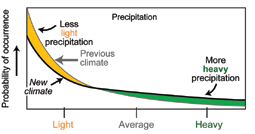 Precipitation
Less
light
precipitation
Previous
climate
New
climate
More
heavy
precipitation
Probability of occurrence
Light
Average
Heavy